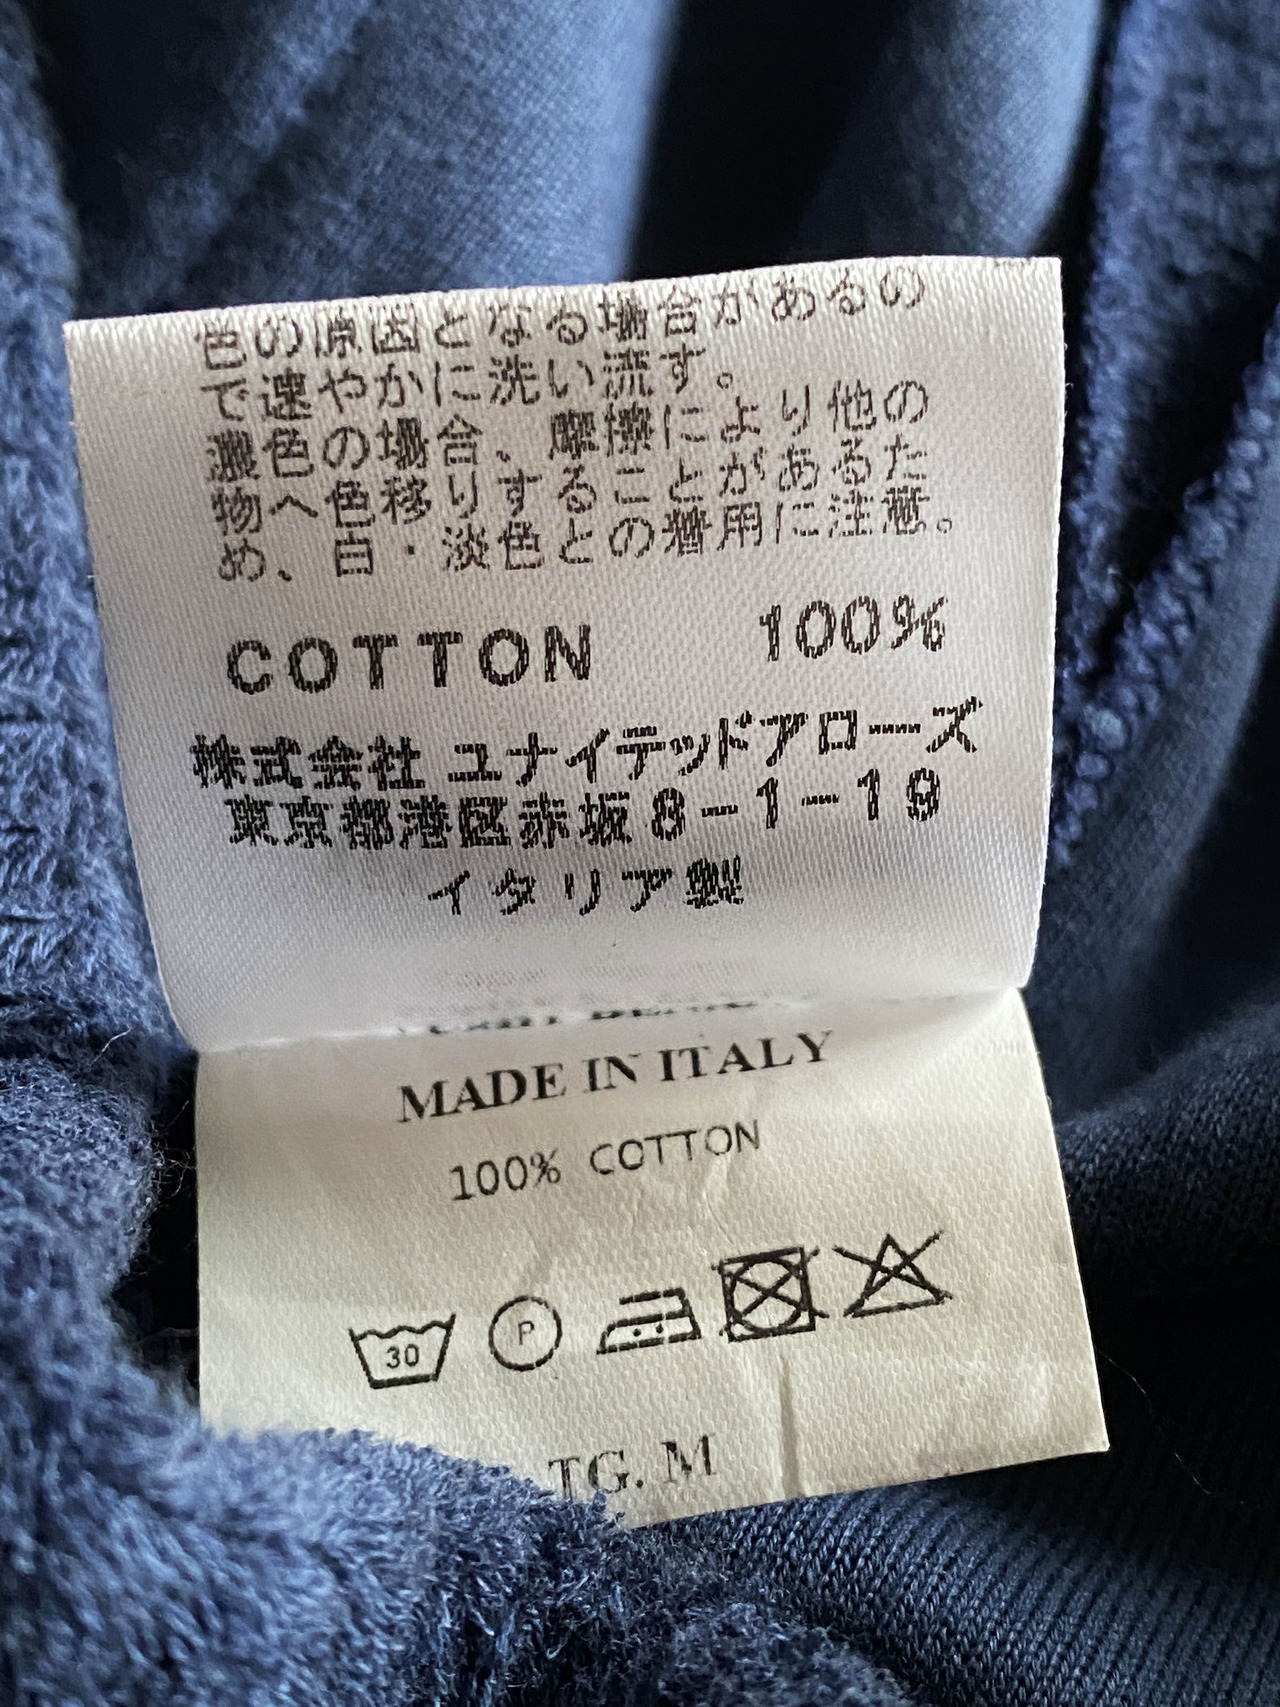 色の原因となる場合があるの
で速やかに洗い流す。
濃色の場合、摩擦により他の
物へ色移りすることがあるた
め、白・淡色との着用に注意。
COTTON 100%
株式会社 ユナイテッドアローズ
東京都港区赤坂8-1-19
イタリア製
MADE IN ITALY
100% COTTON
30 P
TG. M